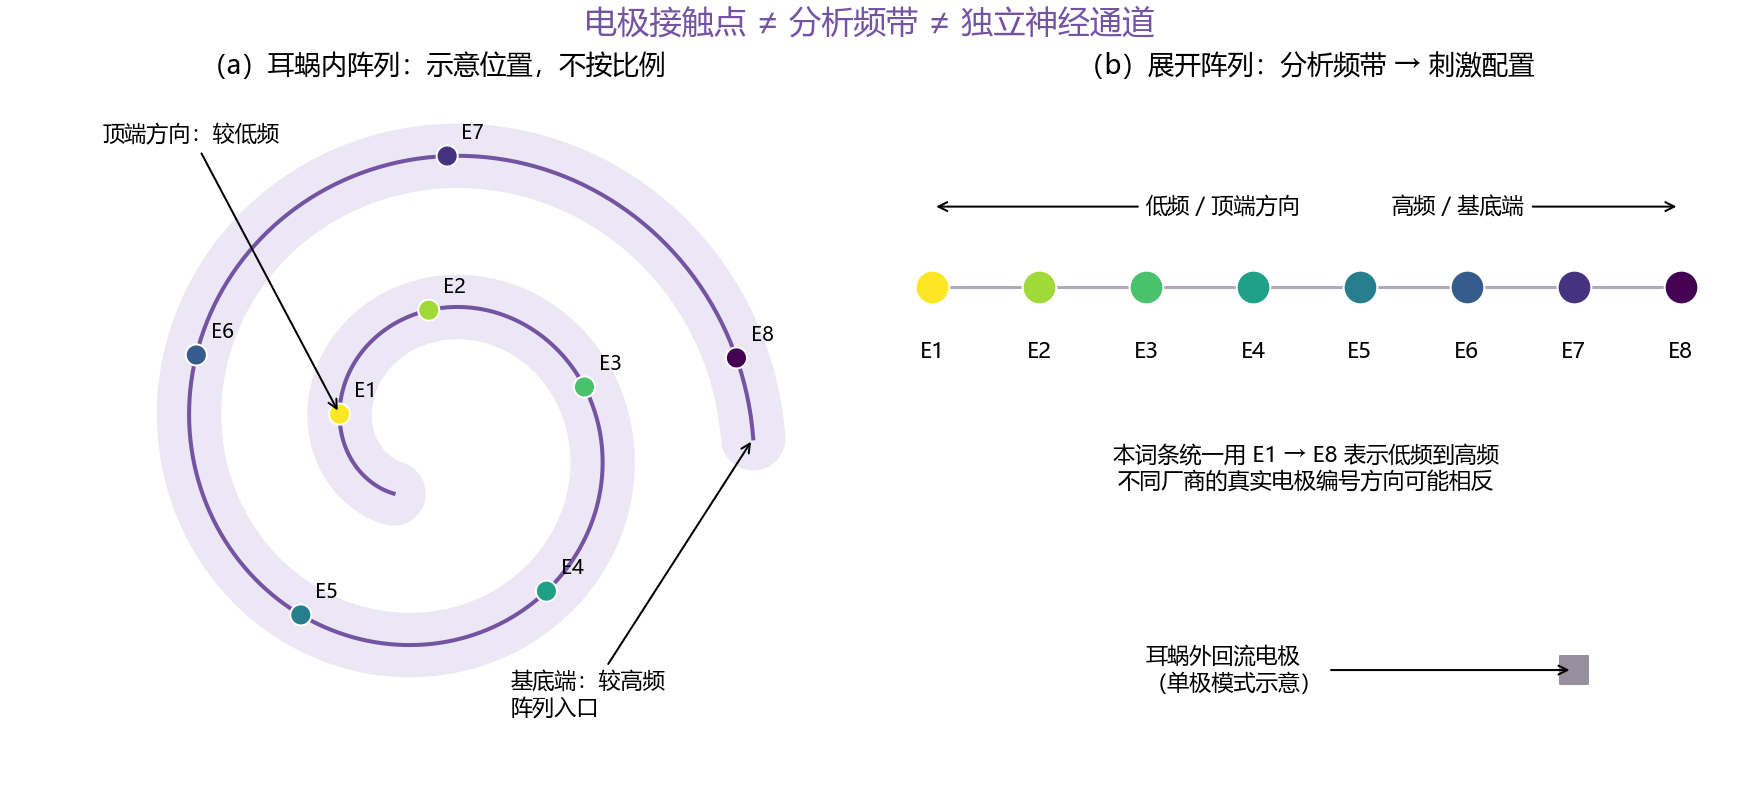 电极接触点 ≠ 分析频带 ≠ 独立神经通道
（a）耳蜗内阵列：示意位置，不按比例
顶端方向：较低频
E7
E2
E6
E8
E3
E1
E4
E5
基底端：较高频
阵列入口
（b）展开阵列：分析频带 → 刺激配置
低频 / 顶端方向
高频 / 基底端
E1 E2 E3 E4 E5 E6 E7 E8
本词条统一用 E1 → E8 表示低频到高频
不同厂商的真实电极编号方向可能相反
耳蜗外回流电极
（单极模式示意）